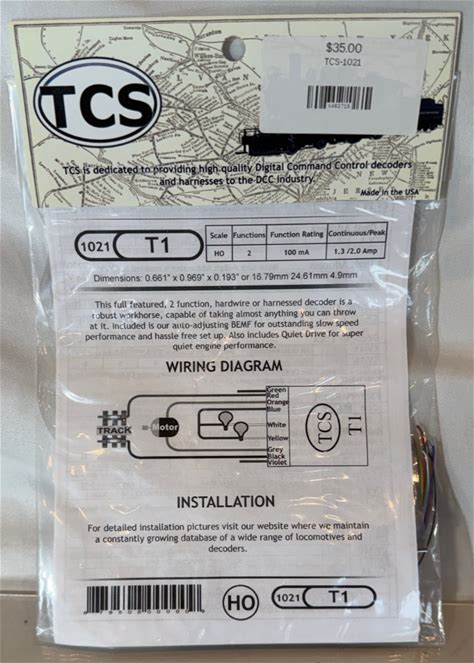 $35.00
TCS-1021
TCS
TCS is dedicated to providing high quality Digital Command Control decoders
and harnesses to the DCC industry.
Made in the USA
1021 T1
Scale Functions Function Rating Continuous/Peak
HO 2 100 mA 1.3 /2.0 Amp
Dimensions: 0.661" x 0.969" x 0.193" or 16.79mm 24.61mm 4.9mm
This full featured, 2 function, hardwire or harnessed decoder is a
robust workhorse, capable of taking almost anything you can throw
at it. Included is our auto-adjusting BEMF for outstanding slow speed
performance and hassle free set up. Also includes Quiet Drive for super
quiet engine performance.
WIRING DIAGRAM
Green
Red
Orange
Blue
White
Yellow
Grey
Black
Violet
TRACK
Motor
TCS
T1
INSTALLATION
For detailed installation pictures visit our website where we maintain
a constantly growing database of a wide range of locomotives and
decoders.
HO
1021 T1